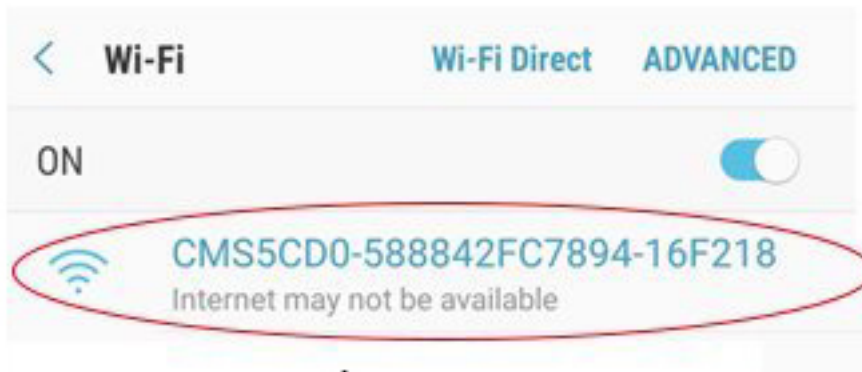 Wi-Fi Wi-Fi Direct ADVANCED
ON
CMS5CD0-588842FC7894-16F218
Internet may not be available